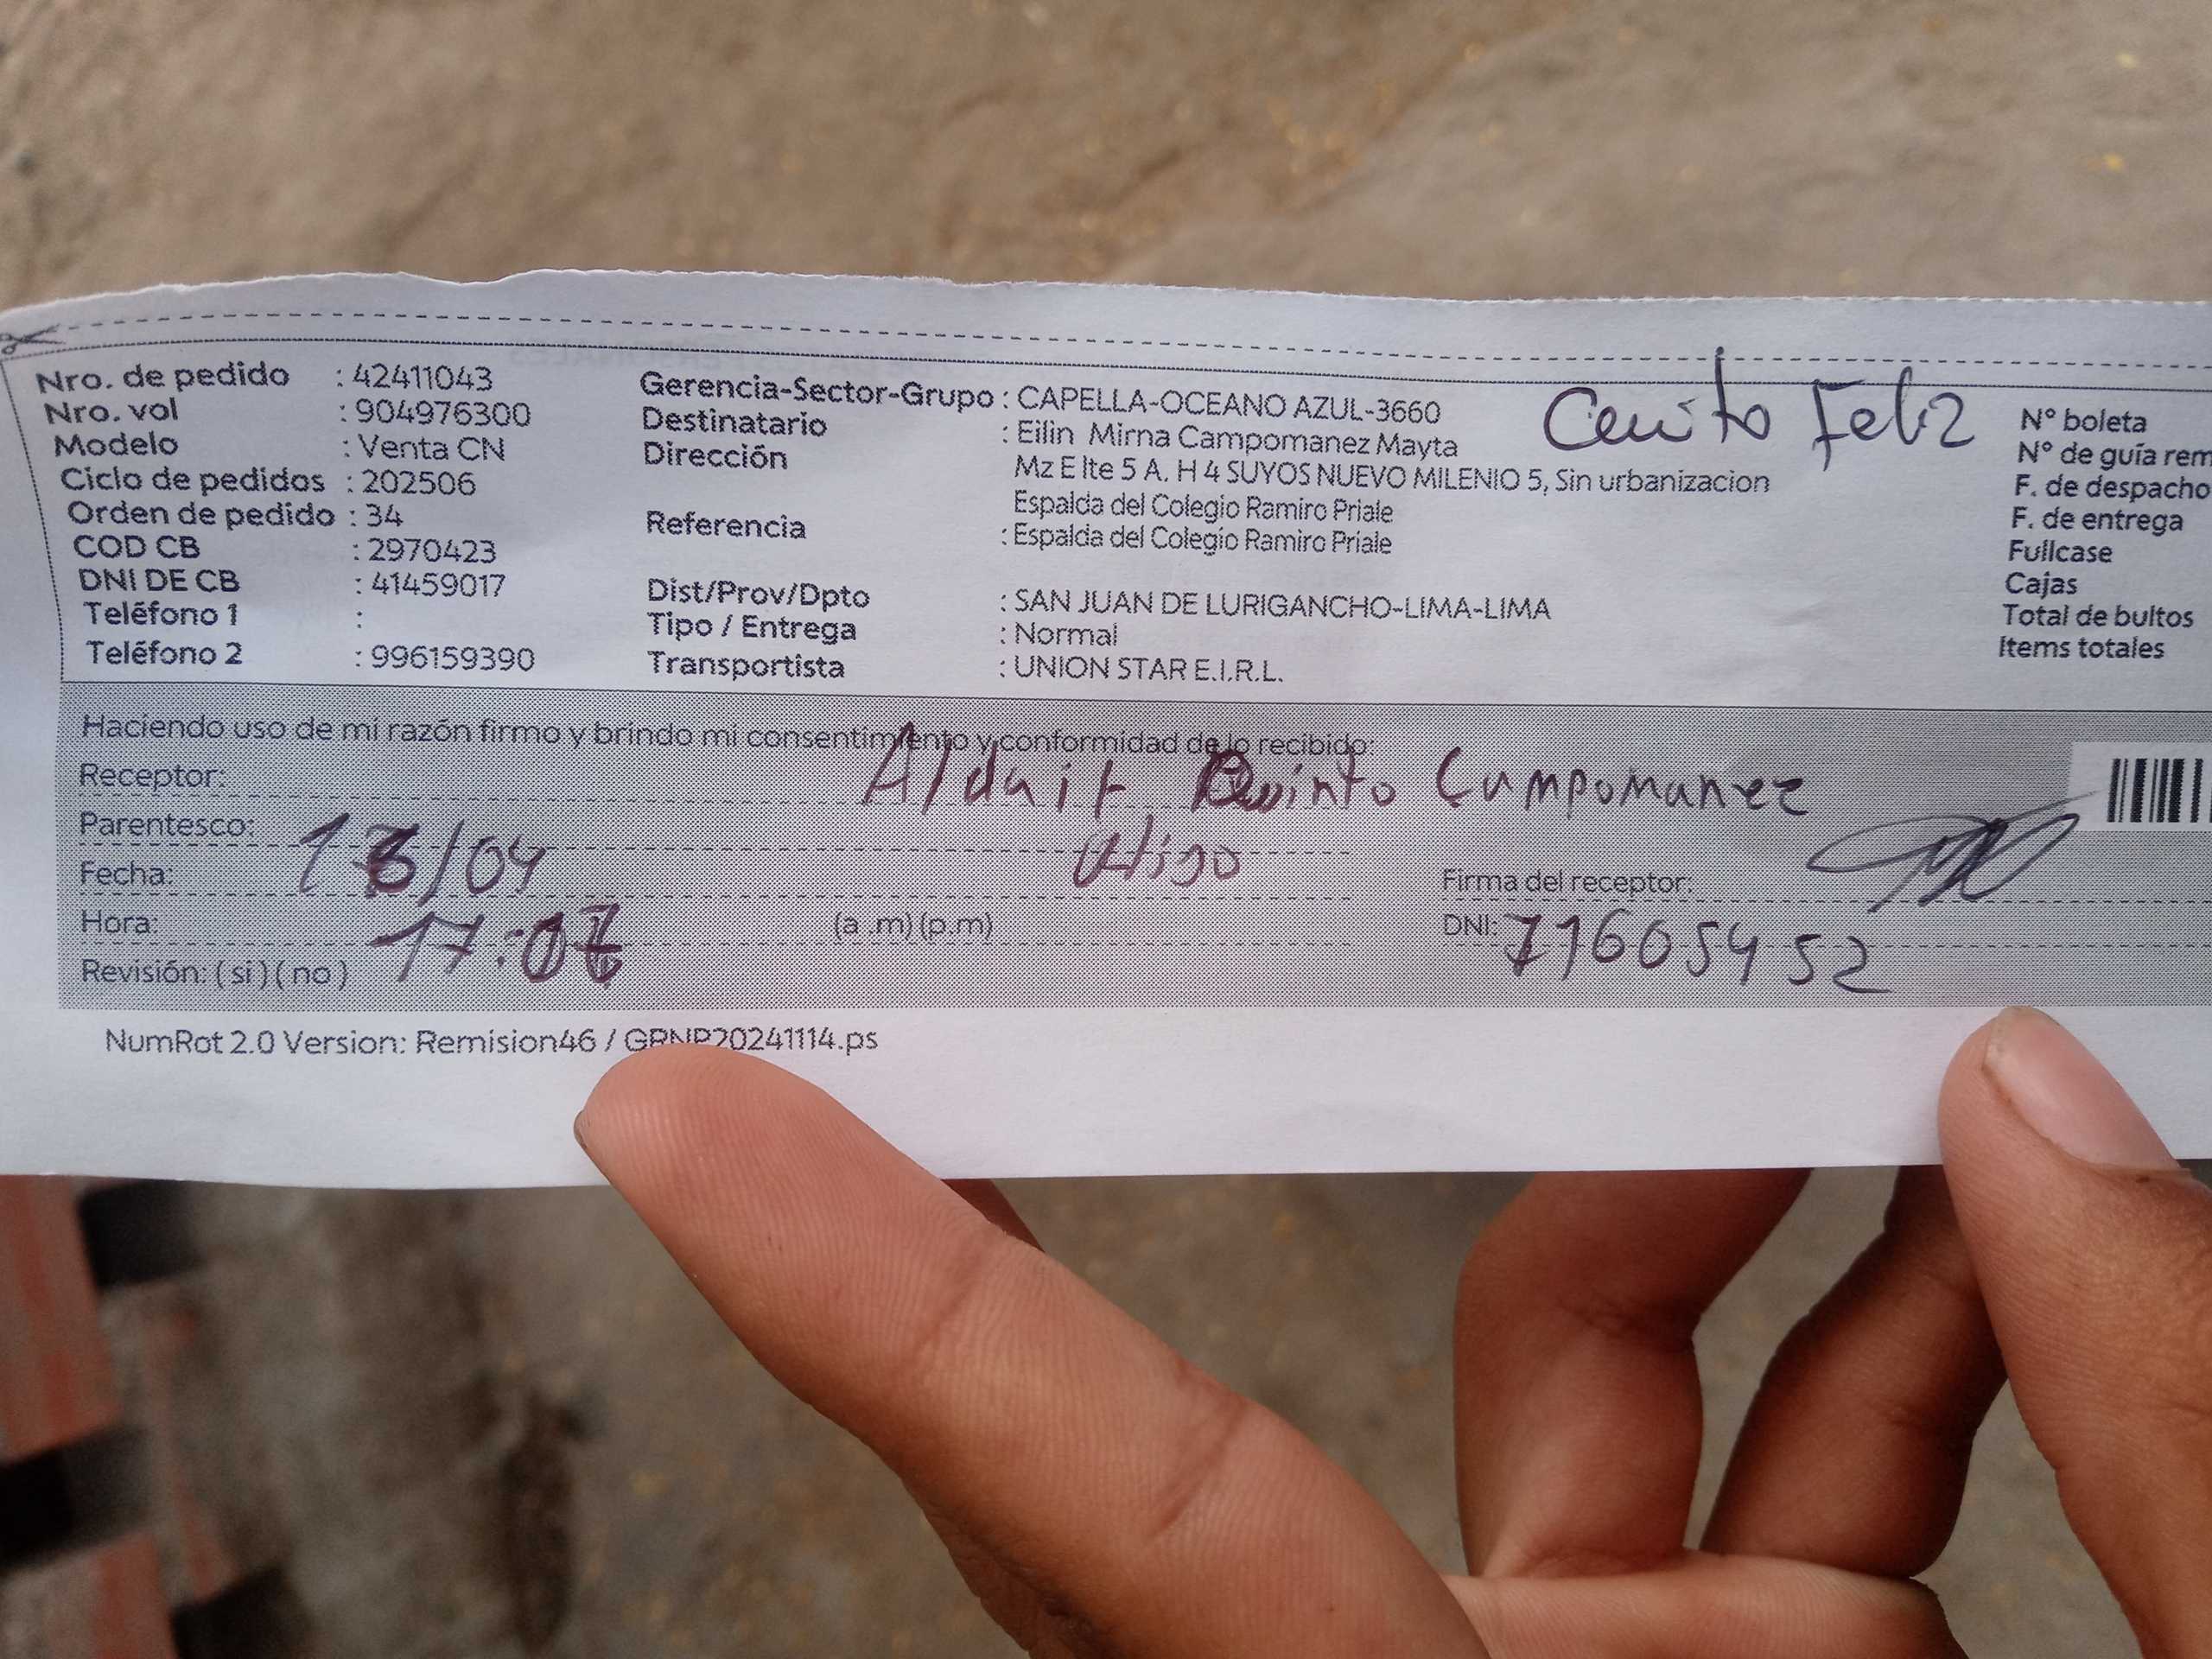 Nro. de pedido : 42411043
Nro. vol : 904976300
Modelo : Venta CN
Ciclo de pedidos : 202506
Orden de pedido : 34
COD CB : 2970423
DNI DE CB : 41459017
Teléfono 1 :
Teléfono 2 : 996159390
Gerencia-Sector-Grupo : CAPELLA-OCEANO AZUL-3660
Destinatario : Eilin Mirna Campomanez Mayta
Dirección Mz E lte 5 A. H 4 SUYOS NUEVO MILENIO 5, Sin urbanizacion
Espalda del Colegio Ramiro Priale
Referencia : Espalda del Colegio Ramiro Priale
Dist/Prov/Dpto : SAN JUAN DE LURIGANCHO-LIMA-LIMA
Tipo / Entrega : Normal
Transportista : UNION STAR E.I.R.L.
Feliz
N° boleta
N° de guía rem
F. de despacho
F. de entrega
Fullcase
Cajas
Total de bultos
Items totales
Haciendo uso de mi razón firmo y brindo mi consentimiento y conformidad de lo recibido:
Receptor: Aldair Quinto Campomanez
Parentesco: Hijo
Fecha: /04
Hora: 17:
(a .m) (p.m)
Revisión: ( si ) ( no )
Firma del receptor:
DNI: 71605452
NumRot 2.0 Version: Remision46 / GRNP20241114.ps